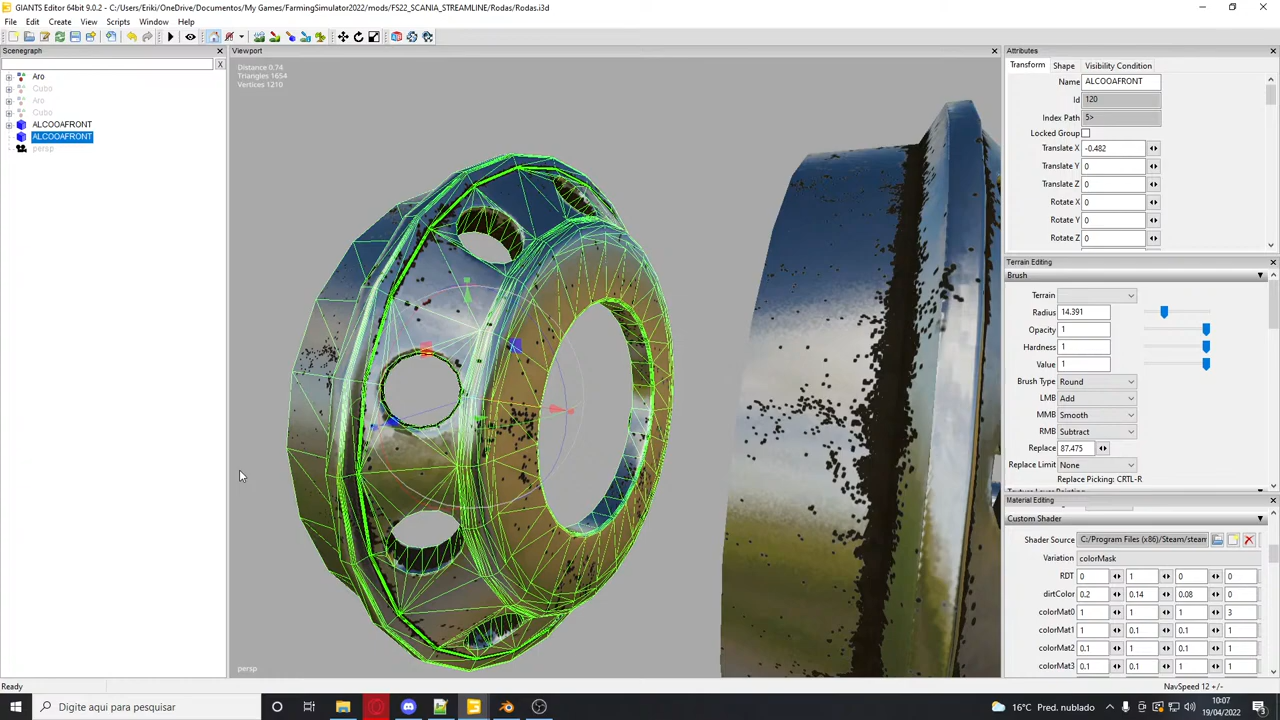 GIANTS Editor 64bit 9.0.2 - C:/Users/Eriki/OneDrive/Documentos/My Games/FarmingSimulator2022/mods/FS22_SCANIA_STREAMLINE/Rodas/Rodas.i3d
File Edit Create View Scripts Window Help
Scenegraph
Viewport
Attributes
X
Aro
Cubo
Aro
Cubo
ALCOOAFRONT
ALCOOAFRONT
persp
Distance 0.74
Triangles 1654
Vertices 1210
persp
Transform Shape Visibility Condition
Name ALCOOAFRONT
Id 120
Index Path 5>
Locked Group
Translate X -0.482
Translate Y 0
Translate Z 0
Rotate X 0
Rotate Y 0
Rotate Z 0
Terrain Editing
Brush
Terrain
Radius 14.391
Opacity 1
Hardness 1
Value 1
Brush Type Round
LMB Add
MMB Smooth
RMB Subtract
Replace 87.475
Replace Limit None
Replace Picking: CRTL-R
Material Editing
Custom Shader
Shader Source C:/Program Files (x86)/Steam/steam
Variation colorMask
RDT 0 1 0 0
dirtColor 0.2 0.14 0.08 0
colorMat0 1 1 1 3
colorMat1 1 0.1 0.1 1
colorMat2 0.1 0.1 1 1
colorMat3 0.1 1 0.1 1
Ready
NavSpeed 12 +/-
Digite aqui para pesquisar
16°C Pred. nublado
10:07
19/04/2022